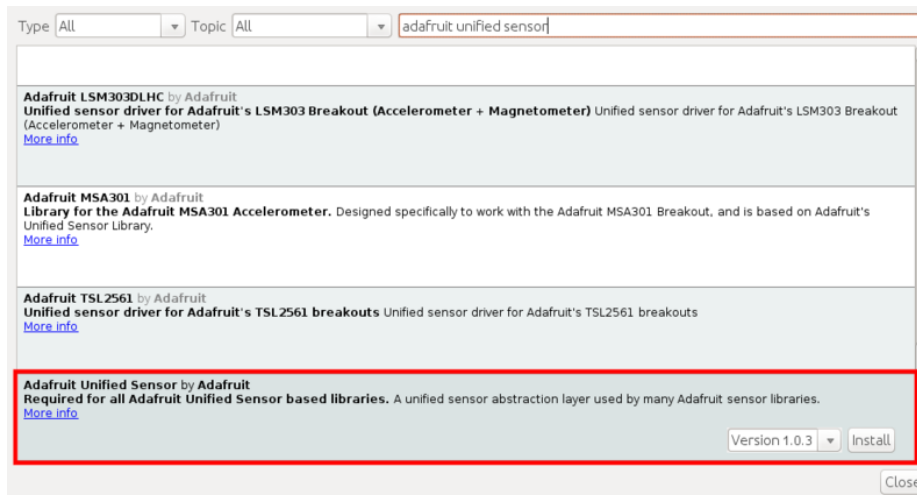 Type All Topic All adafruit unified sensor
Adafruit LSM303DLHC by Adafruit
Unified sensor driver for Adafruit's LSM303 Breakout (Accelerometer + Magnetometer) Unified sensor driver for Adafruit's LSM303 Breakout
(Accelerometer + Magnetometer)
More info
Adafruit MSA301 by Adafruit
Library for the Adafruit MSA301 Accelerometer. Designed specifically to work with the Adafruit MSA301 Breakout, and is based on Adafruit's
Unified Sensor Library.
More info
Adafruit TSL2561 by Adafruit
Unified sensor driver for Adafruit's TSL2561 breakouts Unified sensor driver for Adafruit's TSL2561 breakouts
More info
Adafruit Unified Sensor by Adafruit
Required for all Adafruit Unified Sensor based libraries. A unified sensor abstraction layer used by many Adafruit sensor libraries.
More info
Version 1.0.3 Install
Close